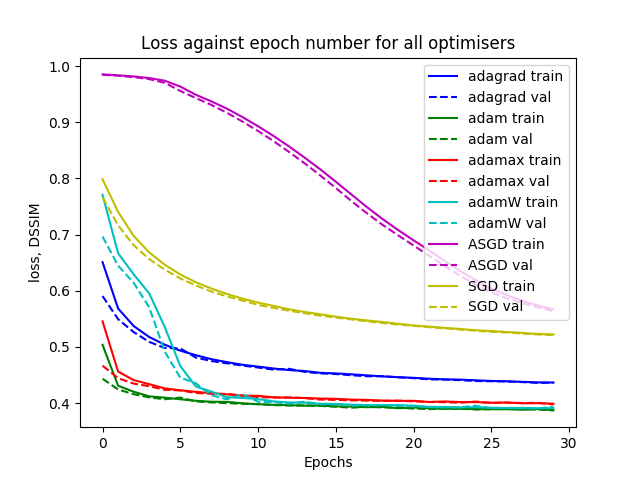 Loss against epoch number for all optimisers
1.0
0.9
0.8
0.7
0.6
0.5
0.4
loss, DSSIM
adagrad train
adagrad val
adam train
adam val
adamax train
adamax val
adamW train
adamW val
ASGD train
ASGD val
SGD train
SGD val
0 5 10 15 20 25 30
Epochs